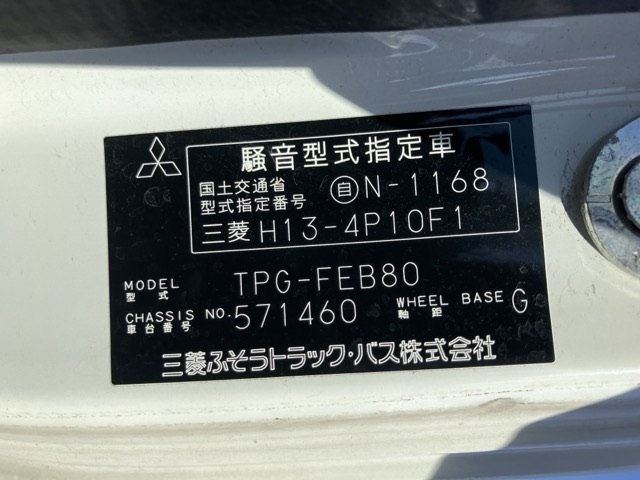 騒音型式指定車
国土交通省
型式指定番号 自N-1168
三菱 H13-4P10F1
MODEL
型式 TPG-FEB80
CHASSIS NO.
車台番号 571460 WHEEL BASE
軸距 G
三菱ふそうトラック・バス株式会社